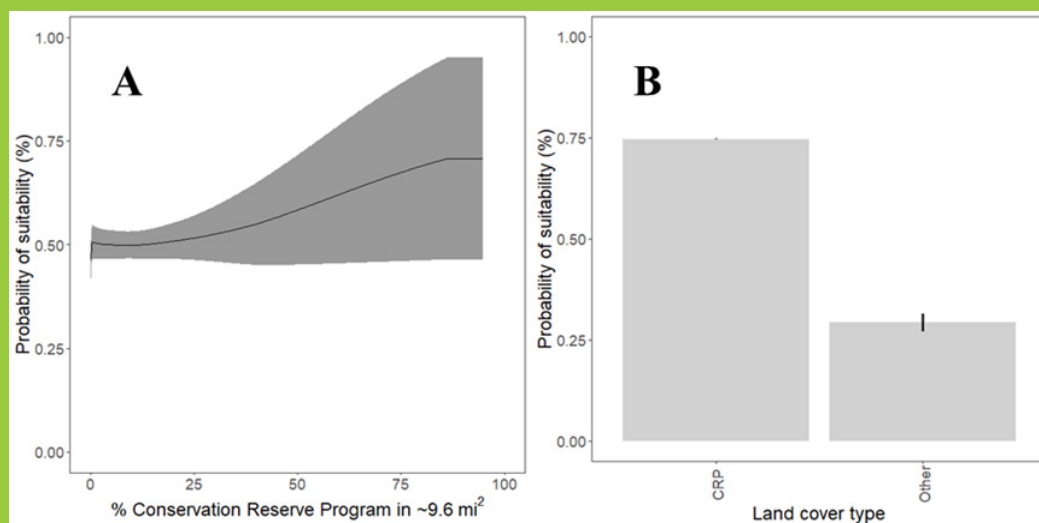 A
Probability of suitability (%)
1.00
0.75
0.50
0.25
0.00
0
25
50
75
100
% Conservation Reserve Program in ~9.6 mi²
B
Probability of suitability (%)
1.00
0.75
0.50
0.25
0.00
CRP
Other
Land cover type